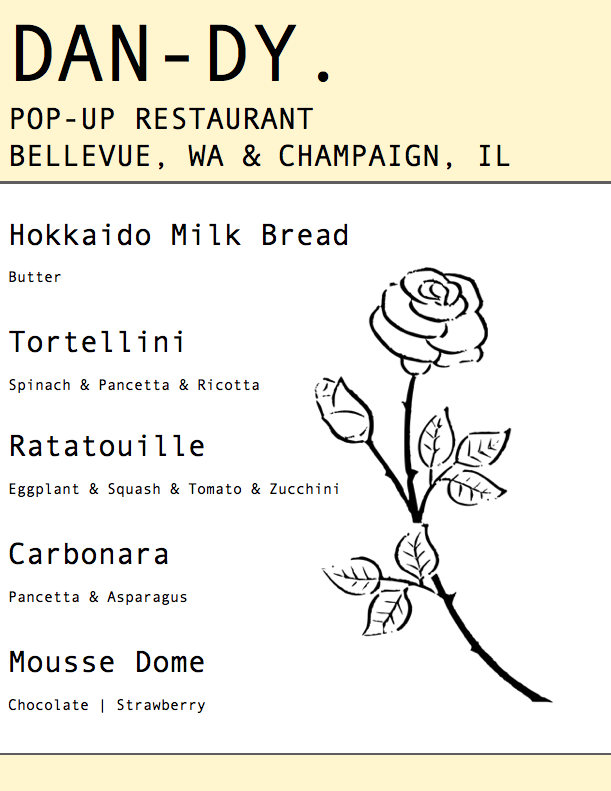 DAN-DY.
POP-UP RESTAURANT
BELLEVUE, WA & CHAMPAIGN, IL
Hokkaido Milk Bread
Butter
Tortellini
Spinach & Pancetta & Ricotta
Ratatouille
Eggplant & Squash & Tomato & Zucchini
Carbonara
Pancetta & Asparagus
Mousse Dome
Chocolate | Strawberry